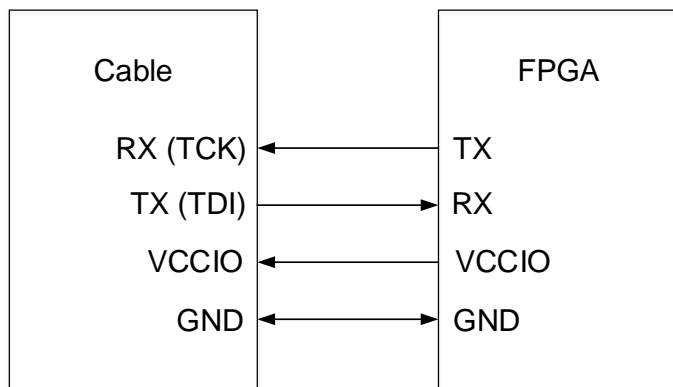 Cable
FPGA
RX (TCK)
TX
TX (TDI)
RX
VCCIO
VCCIO
GND
GND